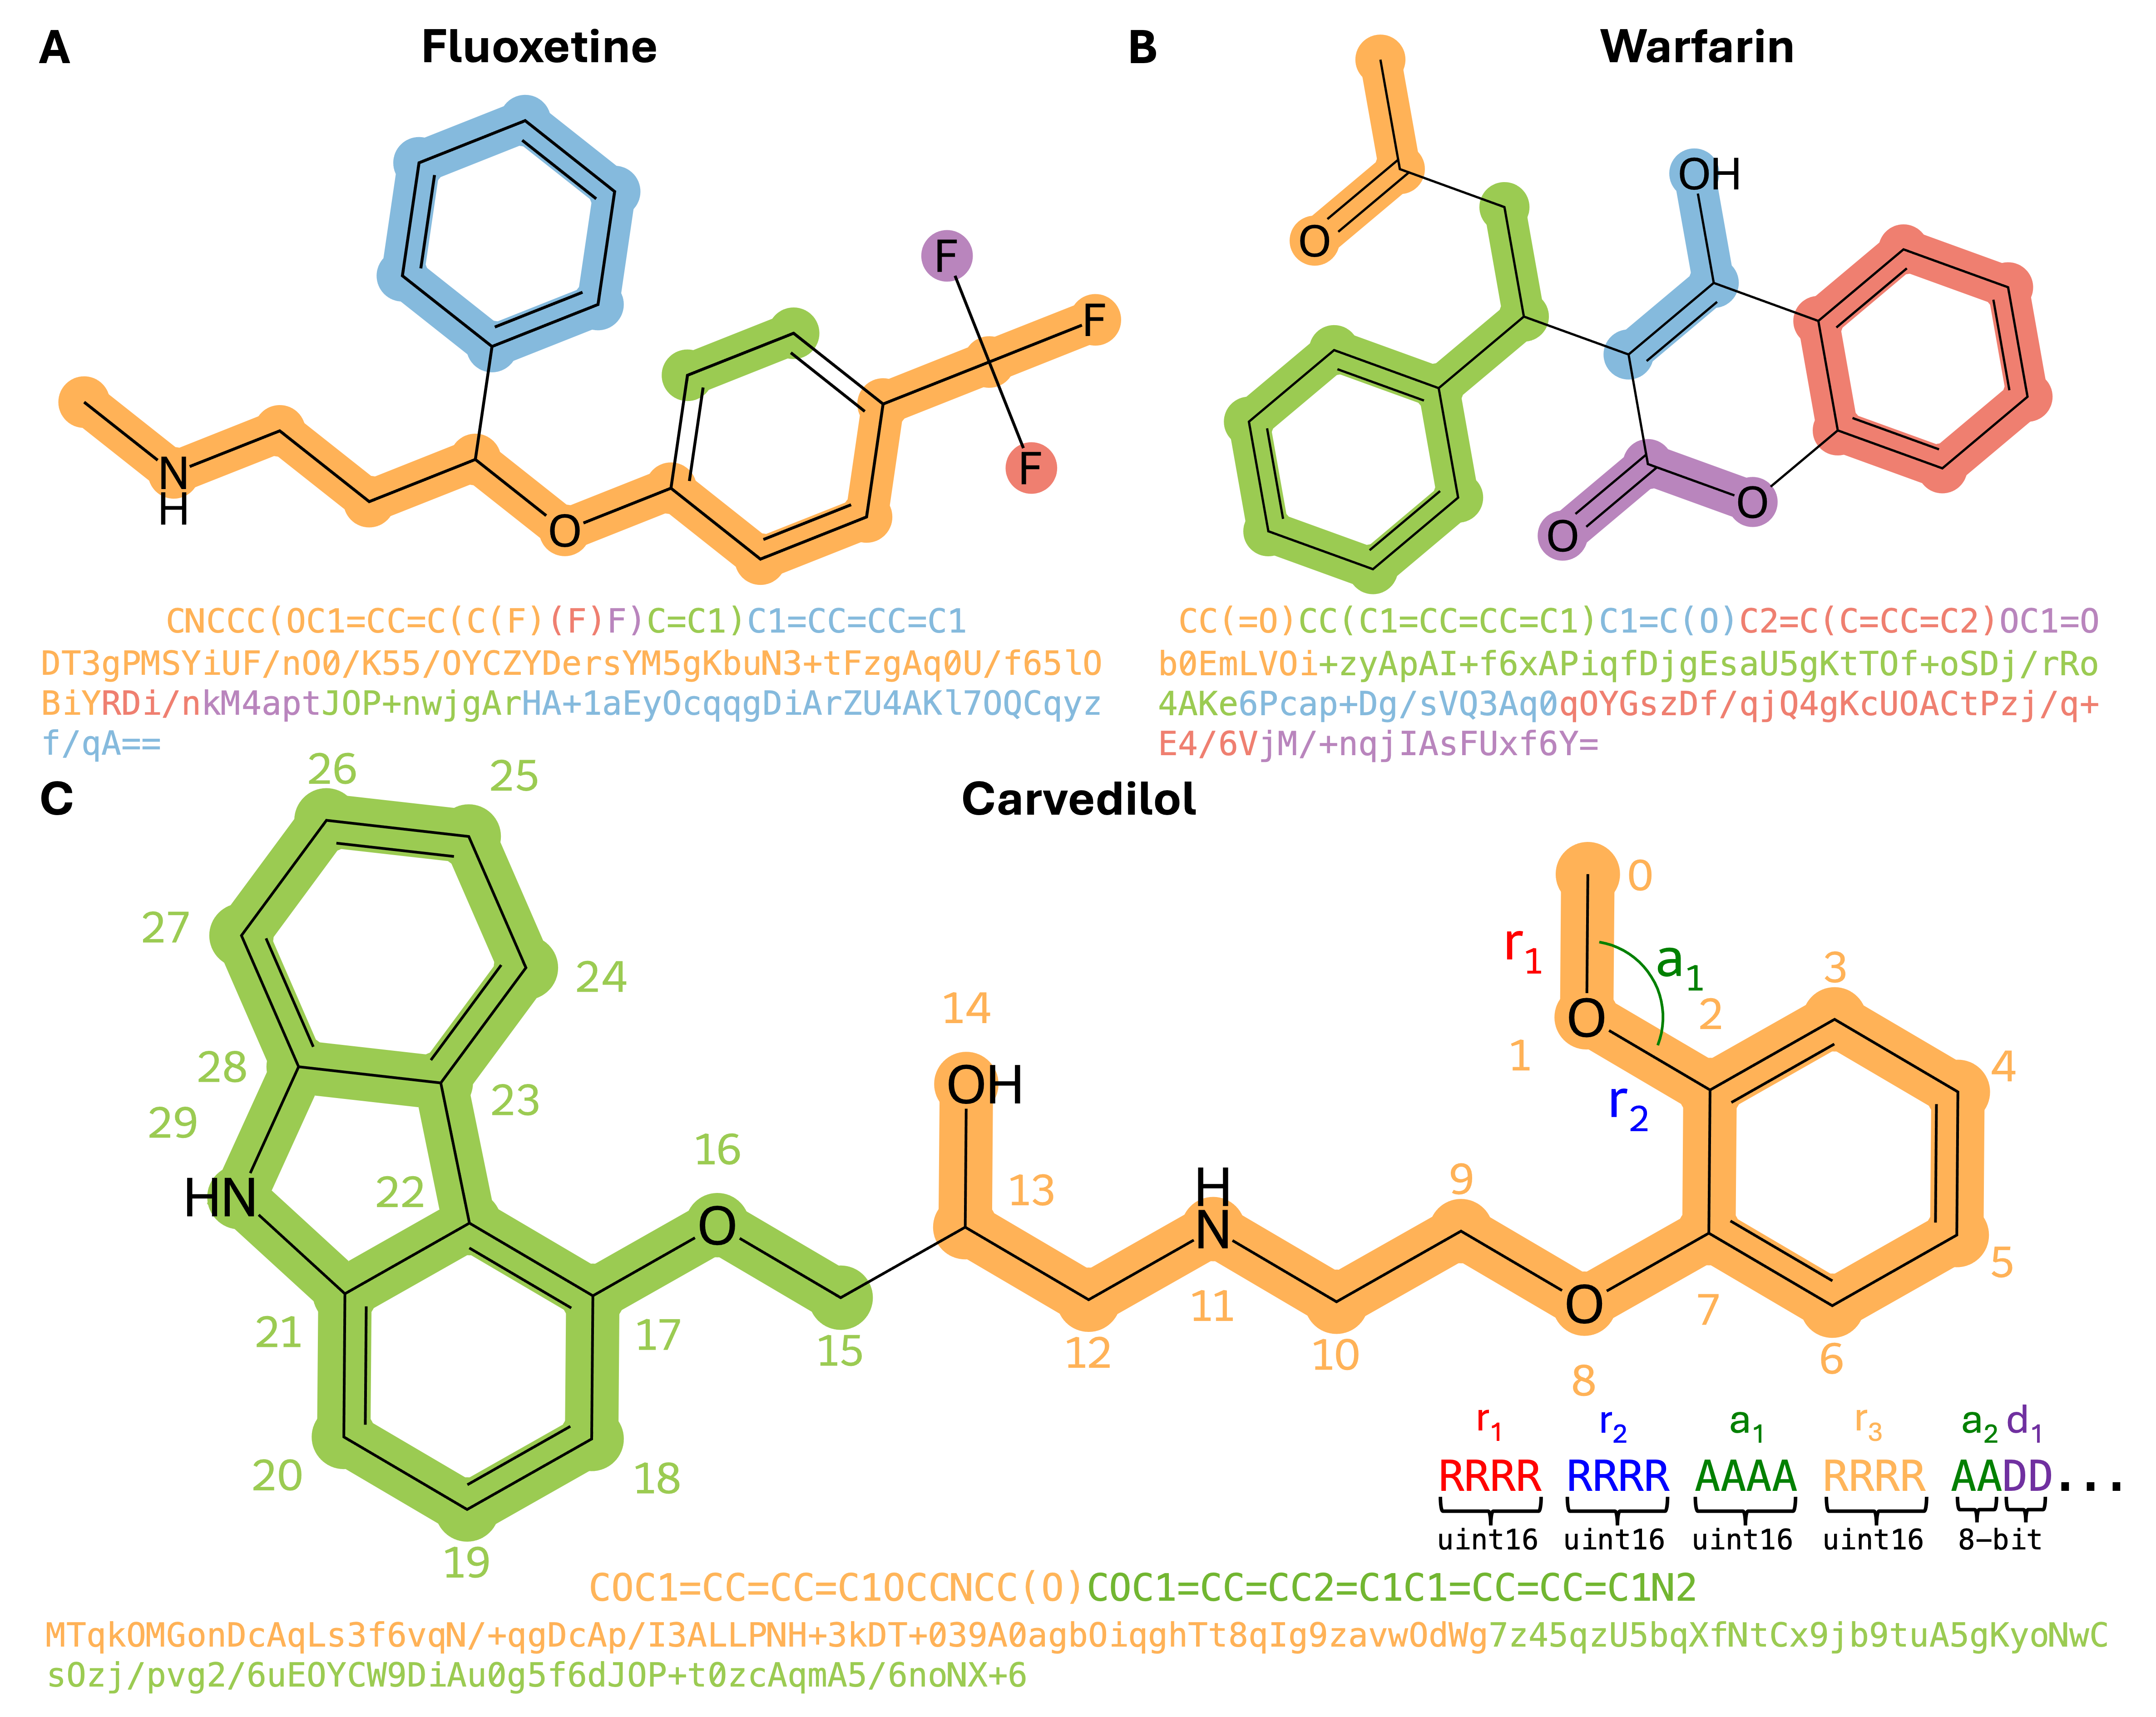 A
Fluoxetine
B
Warfarin
OH
O
F
F
F
N
H
O
O
O
CNCCC(OC1=CC=C(C(F)(F)F)C=C1)C1=CC=CC=C1
DT3gPMSYiUF/nO0/K55/OYCZYDersYM5gKbuN3+tFzgAq0U/f65lO
BiYRDi/nkM4aptJOP+nwjgArHA+1aEyOcqqgDiArZU4AKl7OQCqyz
f/qA==
CC(=O)CC(C1=CC=CC=C1)C1=C(O)C2=C(C=CC=C2)OC1=O
b0EmLVOi+zyApAI+f6xAPiqfDjgEsaU5gKtTOf+oSDj/rRo
4AKe6Pcap+Dg/sVQ3Aq0qOYGszDf/qjQ4gKcUOACtPzj/q+
E4/6VjM/+nqjIAsFUxf6Y=
C
Carvedilol
26
25
27
24
28
23
29
22
HN
21
20
19
18
17
16
O
15
14
OH
13
12
H
N
11
10
9
O
8
0
r1
a1
O
1
2
r2
3
4
5
6
7
r1 r2 a1 r3 a2 d1
RRRR RRRR AAAA RRRR AADD...
uint16 uint16 uint16 uint16 8-bit
COC1=CC=CC=C1OCCNCC(O)COC1=CC=CC2=C1C1=CC=CC=C1N2
MTqkOMGonDcAqLs3f6vqN/+qgDcAp/I3ALLPNH+3kDT+039A0agbOiqghTt8qIg9zavwOdWg7z45qzU5bqXfNtCx9jb9tuA5gKyoNwC
sOzj/pvg2/6uEOYCW9DiAu0g5f6dJOP+t0zcAqmA5/6noNX+6